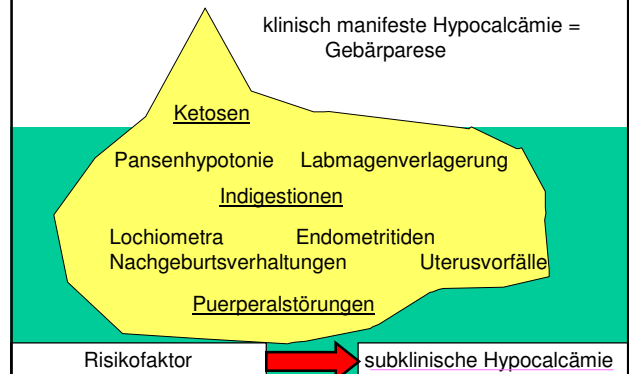 klinisch manifeste Hypocalcämie =
Gebärparese
Ketosen
Pansenhypotonie Labmagenverlagerung
Indigestionen
Lochiometra Endometritiden
Nachgeburtsverhaltungen Uterusvorfälle
Puerperalstörungen
Risikofaktor subklinische Hypocalcämie